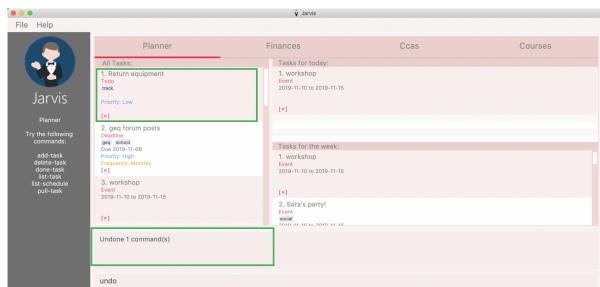 Jarvis
File Help
Jarvis
Planner
Try the following
commands:
add-task
delete-task
done-task
list-task
list-schedule
pull-task
Planner
Finances
Ccas
Courses
All Tasks:
1. Return equipment
Todo
track
Priority: Low
[×]
2. geq forum posts
Deadline
geq school
Due 2019-11-08
Priority: High
Frequency: Monthly
[×]
3. workshop
Event
2019-11-10 to 2019-11-15
[×]
Tasks for today:
1. workshop
Event
2019-11-10 to 2019-11-15
[×]
Tasks for the week:
1. workshop
Event
2019-11-10 to 2019-11-15
[×]
2. Sara's party!
Event
social
Undone 1 command(s)
undo